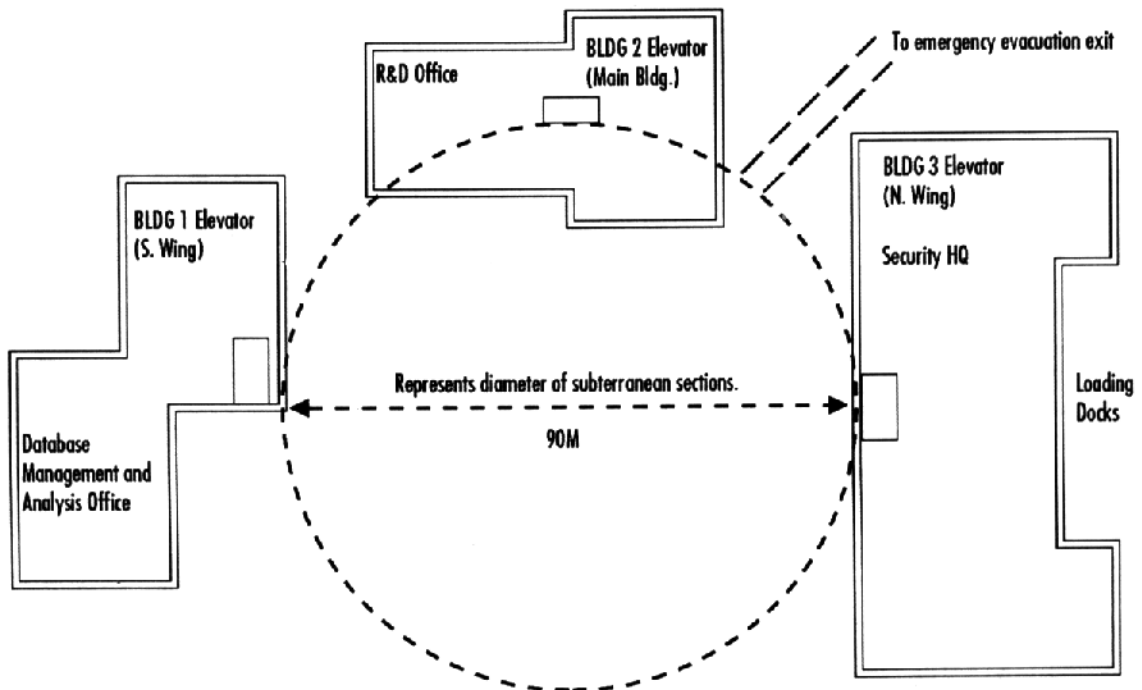 R&D Office
BLDG 2 Elevator
(Main Bldg.)
To emergency evacuation exit
BLDG 1 Elevator
(S. Wing)
BLDG 3 Elevator
(N. Wing)
Security HQ
Represents diameter of subterranean sections.
90M
Loading
Docks
Database
Management and
Analysis Office